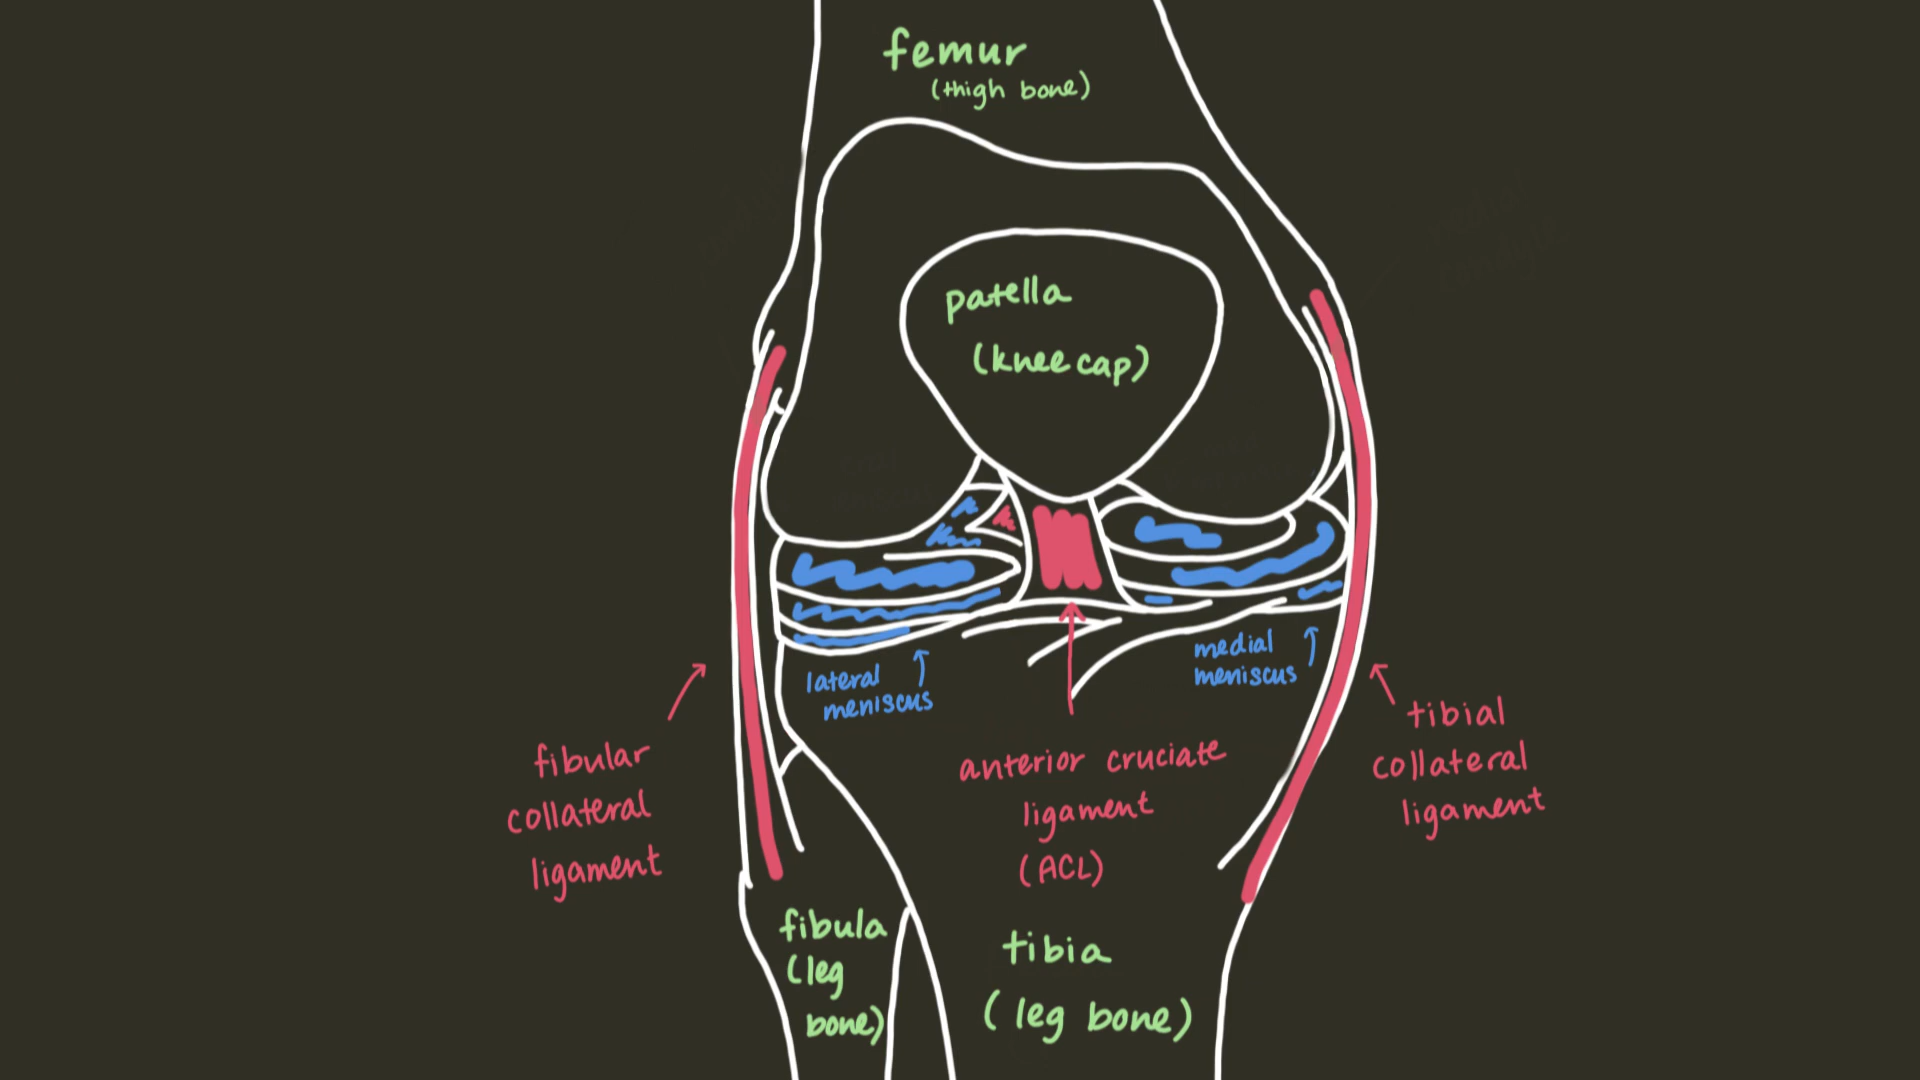 femur
(thigh bone)
patella
(knee cap)
lateral
meniscus
medial
meniscus
fibular
collateral
ligament
anterior cruciate
ligament
(ACL)
tibial
collateral
ligament
fibula
(leg
bone)
tibia
(leg bone)